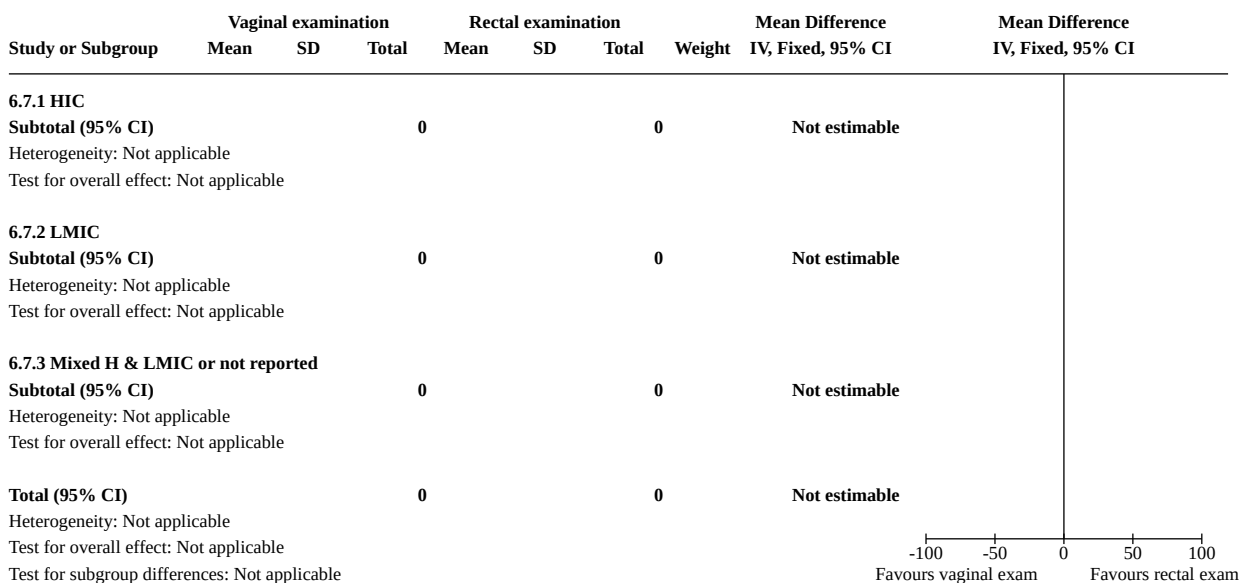 Vaginal examination Rectal examination Mean Difference Mean Difference
Study or Subgroup Mean SD Total Mean SD Total Weight IV, Fixed, 95% CI IV, Fixed, 95% CI
6.7.1 HIC
Subtotal (95% CI) 0 0 Not estimable
Heterogeneity: Not applicable
Test for overall effect: Not applicable
6.7.2 LMIC
Subtotal (95% CI) 0 0 Not estimable
Heterogeneity: Not applicable
Test for overall effect: Not applicable
6.7.3 Mixed H & LMIC or not reported
Subtotal (95% CI) 0 0 Not estimable
Heterogeneity: Not applicable
Test for overall effect: Not applicable
Total (95% CI) 0 0 Not estimable
Heterogeneity: Not applicable
Test for overall effect: Not applicable
Test for subgroup differences: Not applicable
-100 -50 0 50 100
Favours vaginal exam Favours rectal exam